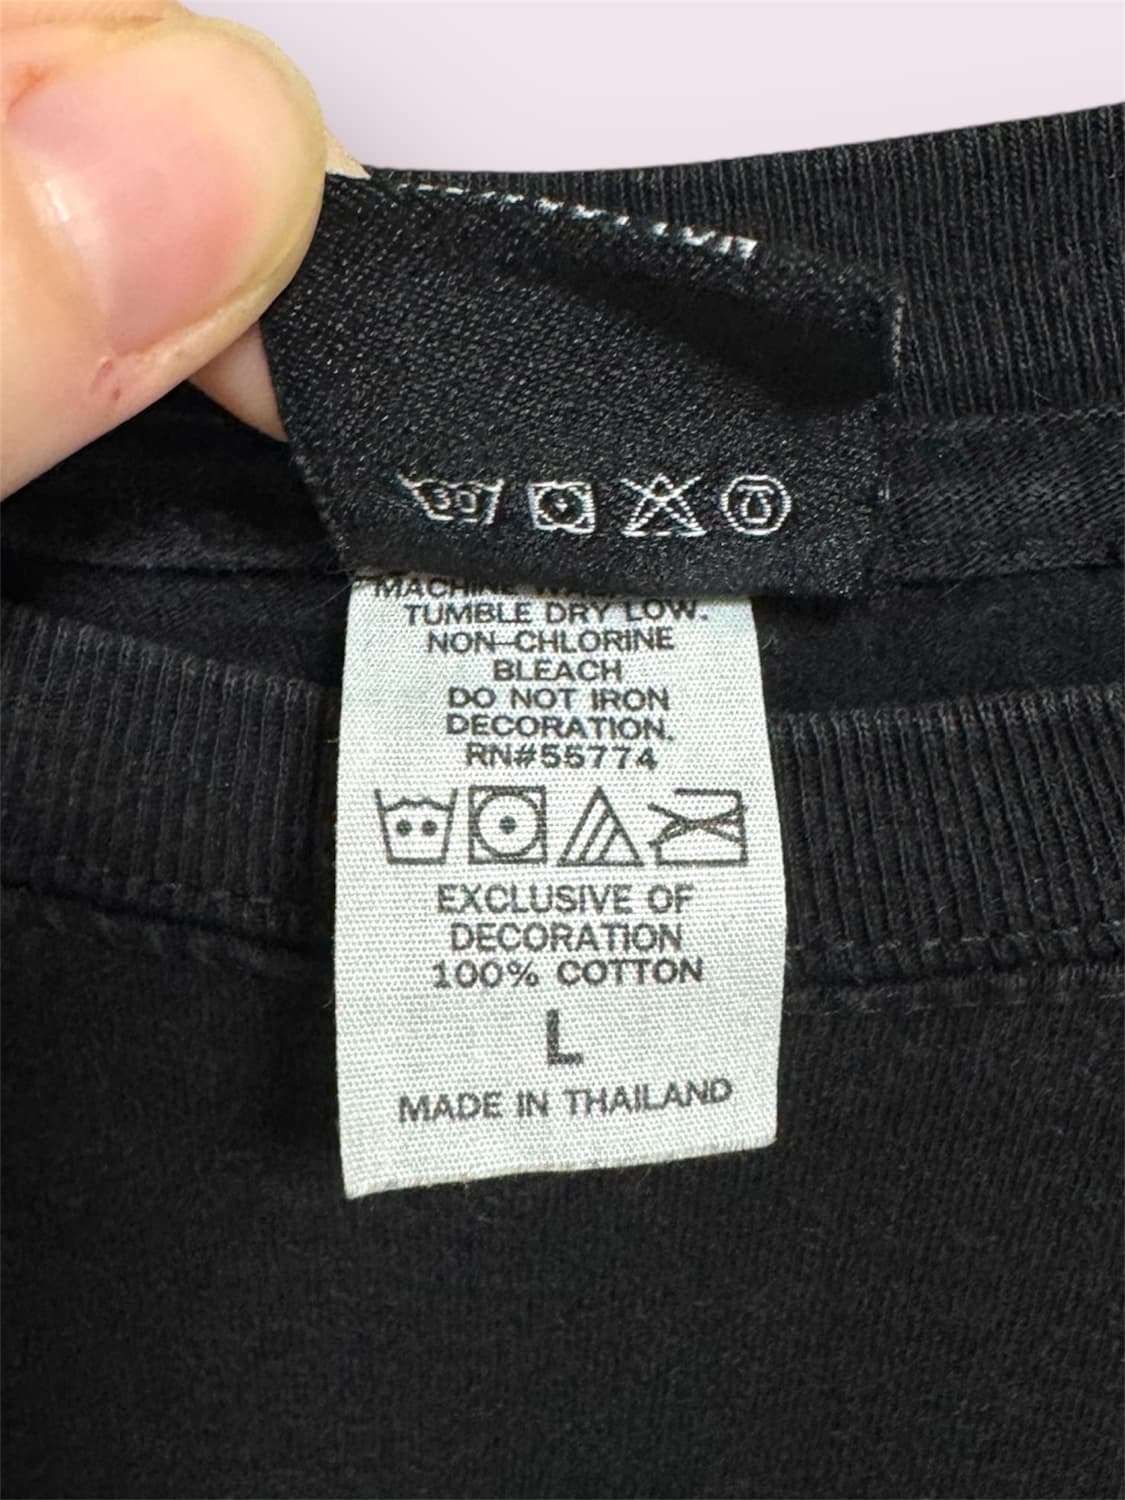 30
TUMBLE DRY LOW.
NON-CHLORINE
BLEACH
DO NOT IRON
DECORATION.
RN#55774
EXCLUSIVE OF
DECORATION
100% COTTON
L
MADE IN THAILAND